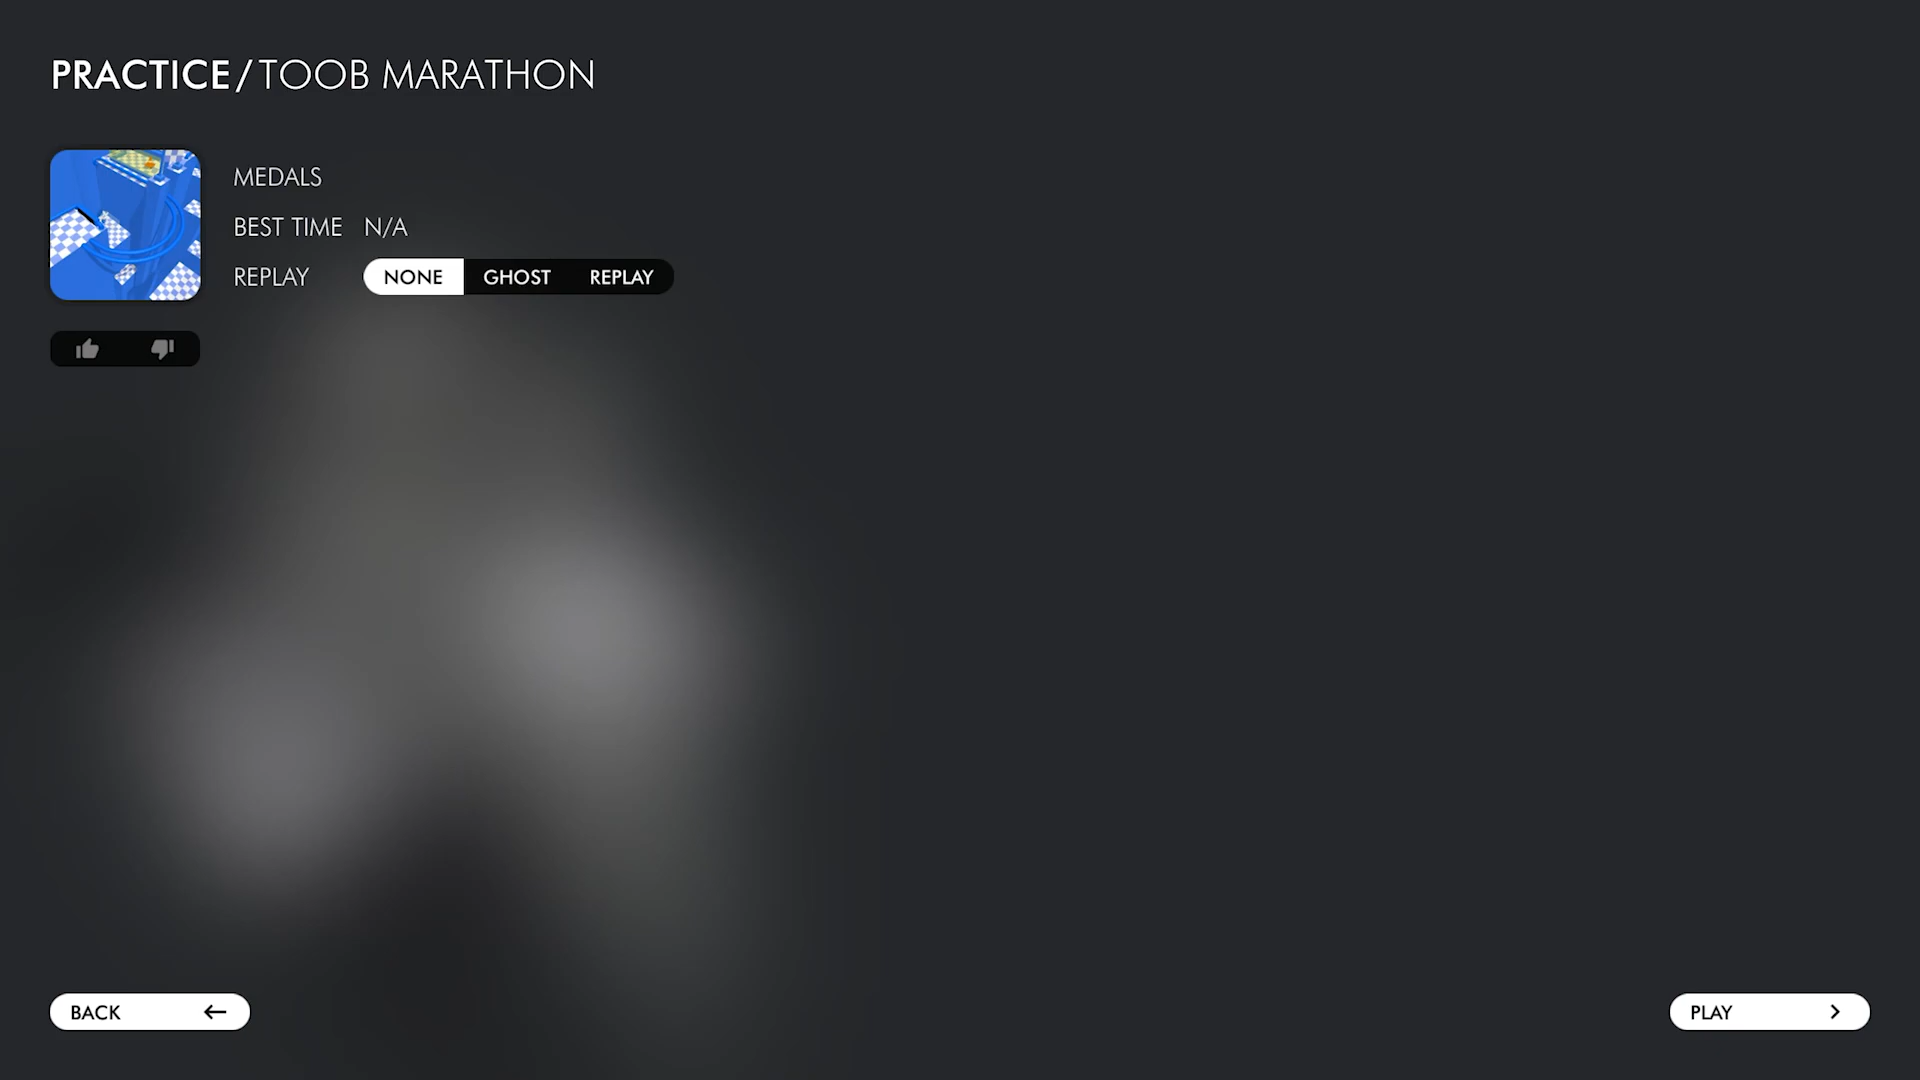 PRACTICE/TOOB MARATHON
MEDALS
BEST TIME N/A
REPLAY NONE GHOST REPLAY
BACK
PLAY